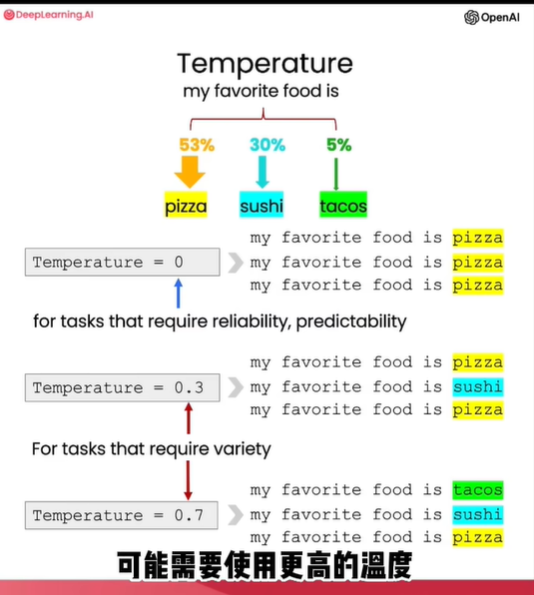 DeepLearning.AI
OpenAI
Temperature
my favorite food is
53% 30% 5%
pizza sushi tacos
my favorite food is pizza
Temperature = 0 my favorite food is pizza
my favorite food is pizza
for tasks that require reliability, predictability
my favorite food is pizza
Temperature = 0.3 my favorite food is sushi
my favorite food is pizza
For tasks that require variety
my favorite food is tacos
Temperature = 0.7 my favorite food is sushi
my favorite food is pizza
可能需要使用更高的溫度